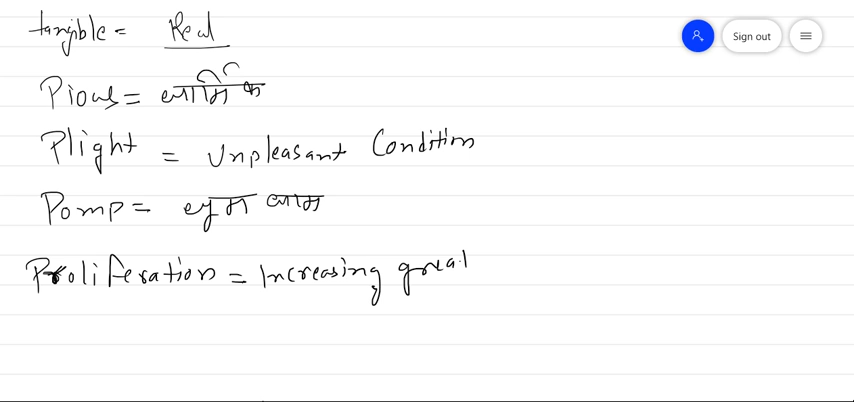 tangible = Real
Sign out
Pious = धार्मिक
Plight = Unpleasant Condition
Pomp = धूम धाम
Proliferation = Increasing great